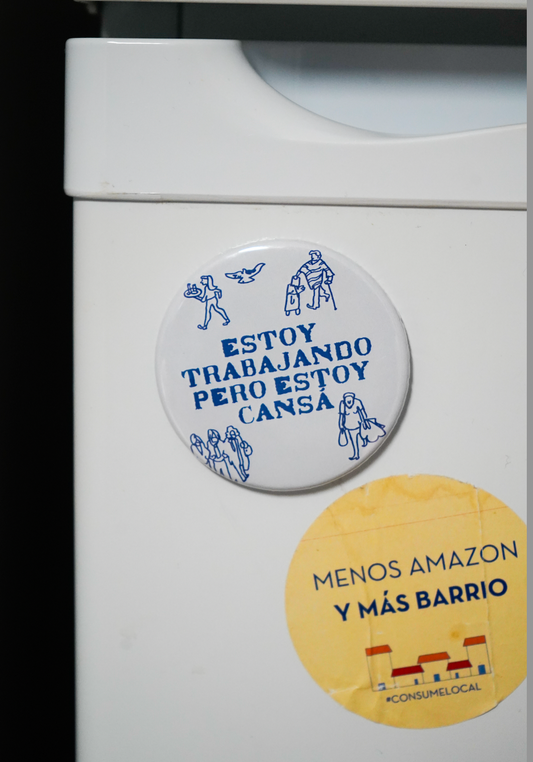 ESTOY
TRABAJANDO
PERO ESTOY
CANSÁ
MENOS AMAZON
Y MÁS BARRIO
#CONSUMELOCAL